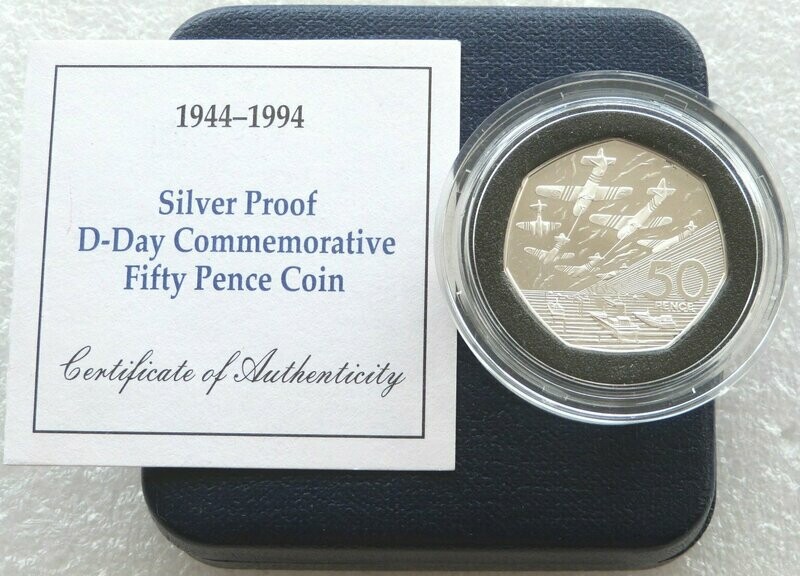 1944–1994
Silver Proof
D-Day Commemorative
Fifty Pence Coin
Certificate of Authenticity
50
PENCE